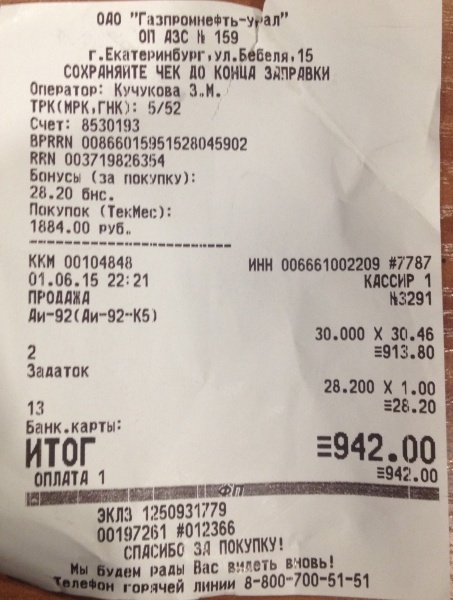 ОАО "Газпромнефть-Урал"
ОП АЗС № 159
г.Екатеринбург,ул.Бебеля,15
СОХРАНЯЙТЕ ЧЕК ДО КОНЦА ЗАПРАВКИ
Оператор: Кучукова З.М.
ТРК(МРК,ГНК): 5/52
Счет: 8530193
BPRRN 00866015951528045902
RRN 003719826354
Бонусы (за покупку):
28.20 бнс.
Покупок (ТекМес):
1884.00 руб.
------------------------
ККМ 00104848 ИНН 006661002209 #7787
01.06.15 22:21 КАССИР 1
ПРОДАЖА №3291
Аи-92(Аи-92-К5)
30.000 X 30.46
2 ≡913.80
Задаток
28.200 X 1.00
13 ≡28.20
Банк.карты:
ИТОГ ≡942.00
ОПЛАТА 1 ≡942.00
ФП
ЭКЛЗ 1250931779
00197261 #012366
СПАСИБО ЗА ПОКУПКУ!
Мы будем рады Вас видеть вновь!
Телефон горячей линии 8-800-700-51-51